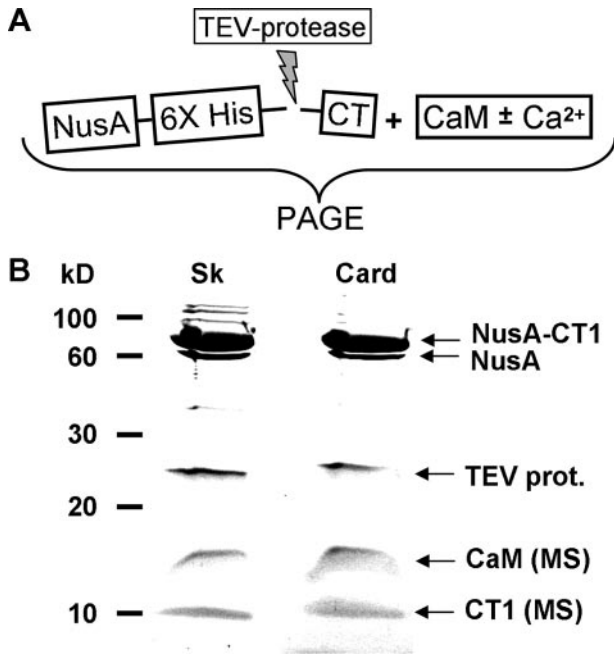 A
TEV-protease
NusA 6X His CT + CaM ± Ca²⁺
PAGE
B kD Sk Card
100
NusA-CT1
60
NusA
30
TEV prot.
20
CaM (MS)
10
CT1 (MS)